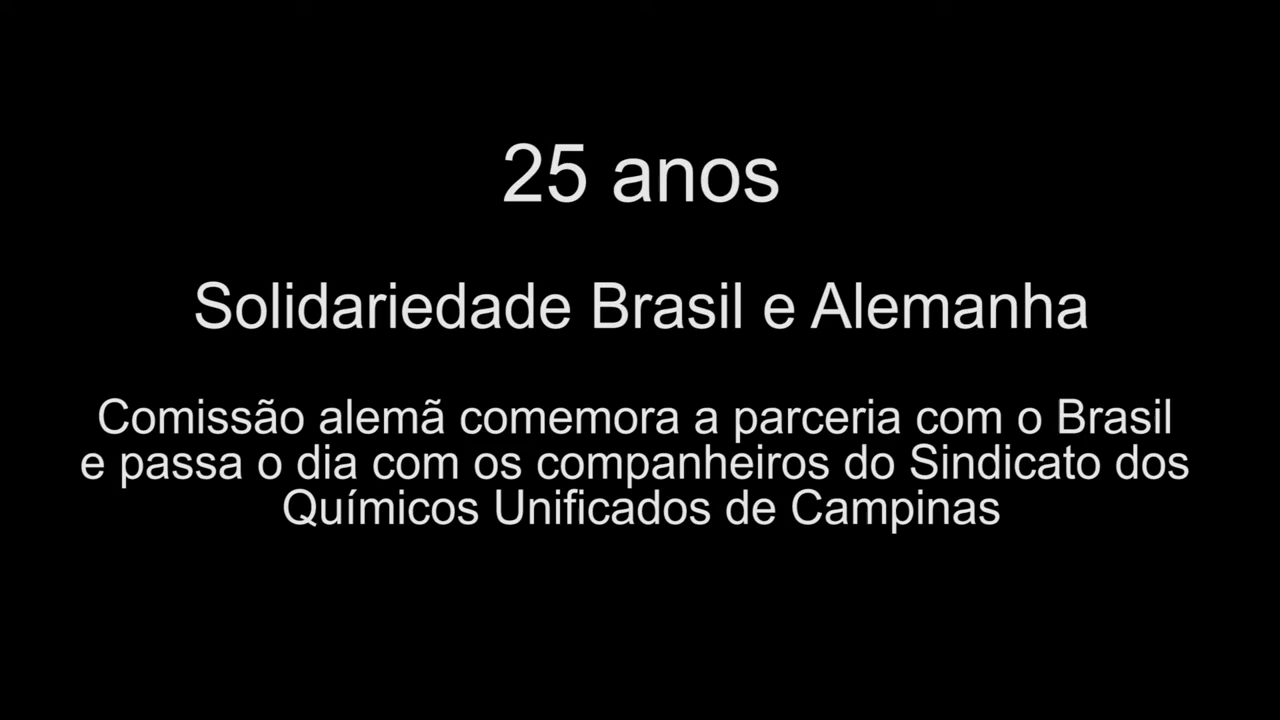 25 anos
Solidariedade Brasil e Alemanha
Comissão alemã comemora a parceria com o Brasil
e passa o dia com os companheiros do Sindicato dos
Químicos Unificados de Campinas